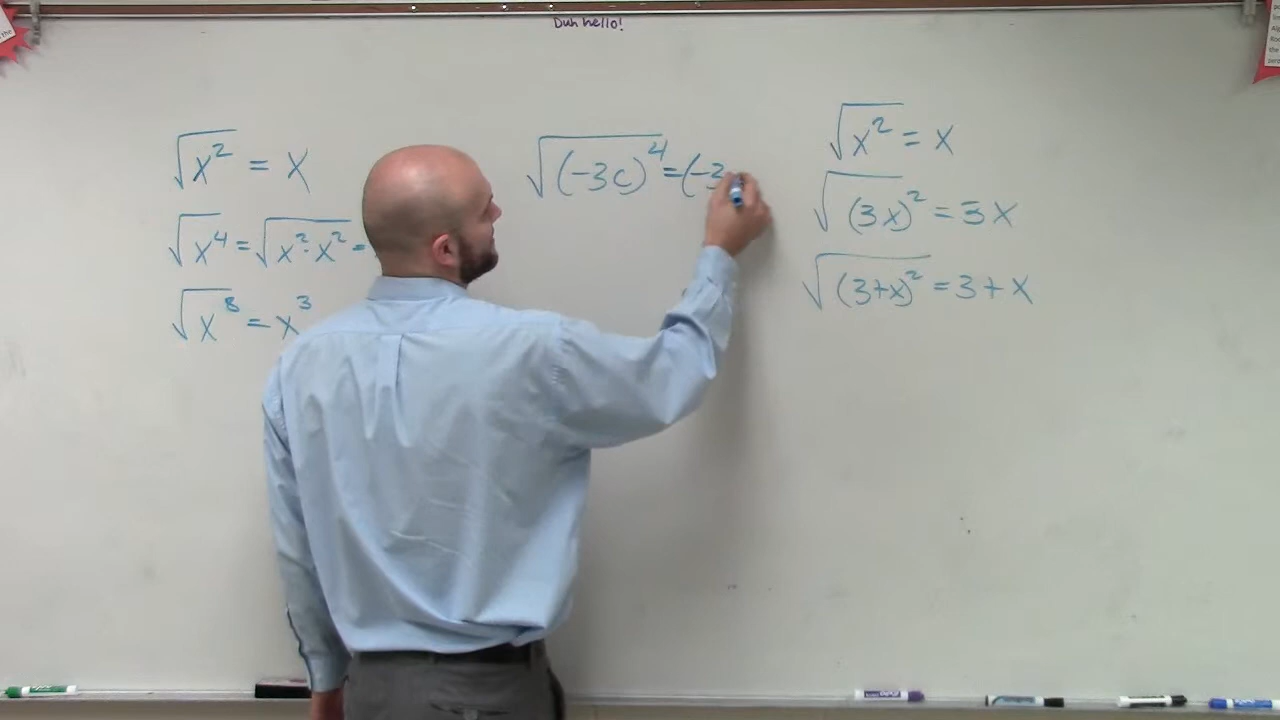 Duh hello!
√x² = x
√x⁴ = √x²·x² =
√x⁸ = x³
√(-3c)⁴ = (-3
√x² = x
√(3x)² = 3x
√(3+x)² = 3+x